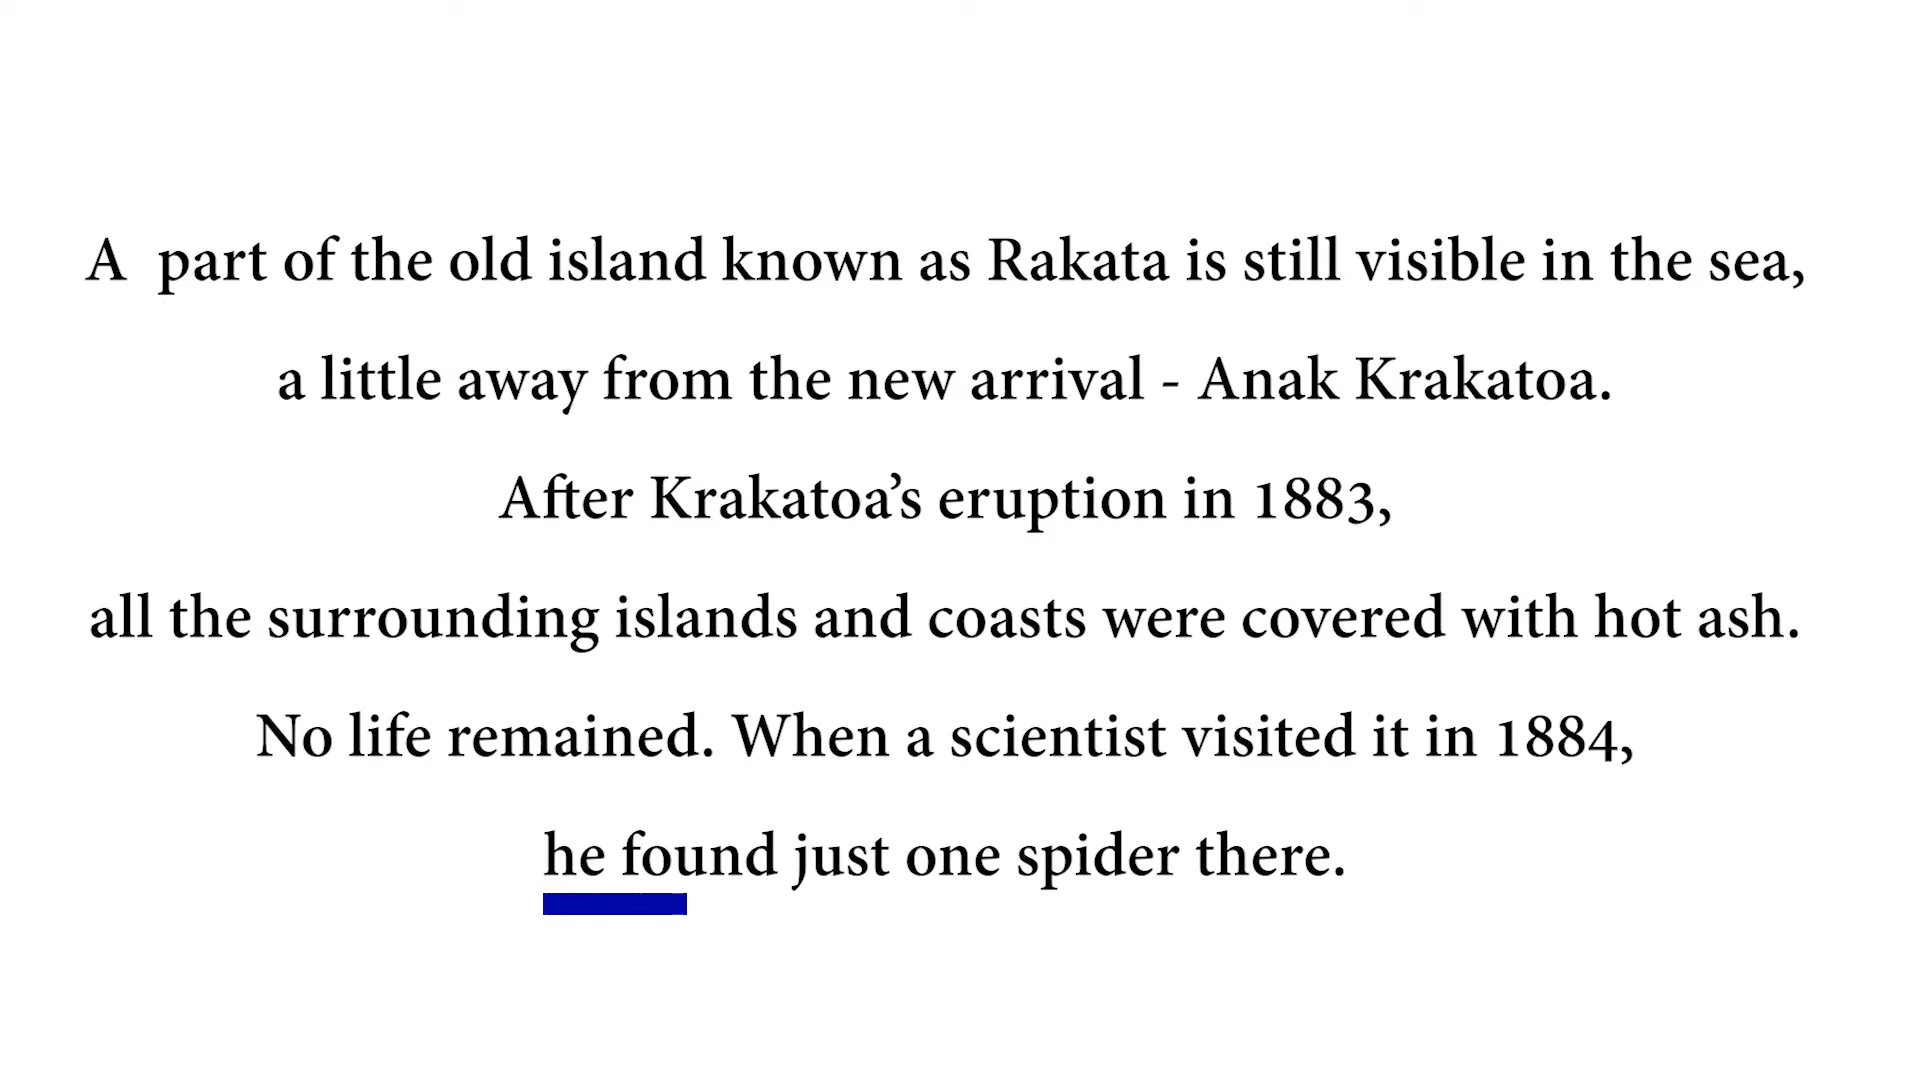 A  part of the old island known as Rakata is still visible in the sea,
a little away from the new arrival - Anak Krakatoa.
After Krakatoa’s eruption in 1883,
all the surrounding islands and coasts were covered with hot ash.
No life remained. When a scientist visited it in 1884,
he found just one spider there.